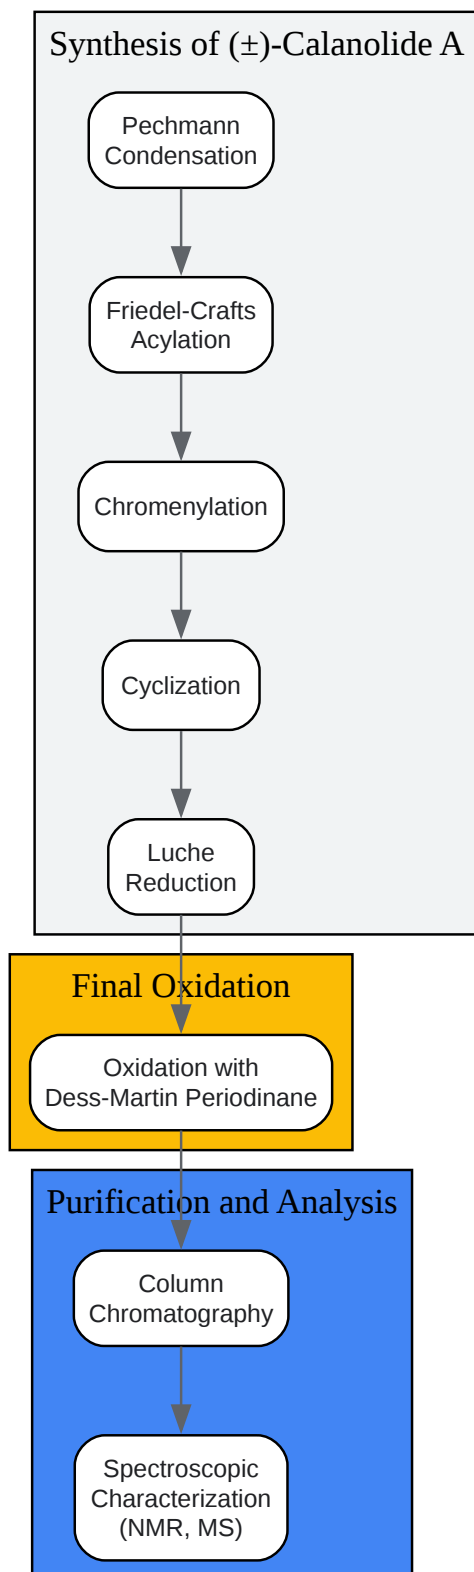 Synthesis of (±)-Calanolide A
Pechmann
Condensation
Friedel-Crafts
Acylation
Chromenylation
Cyclization
Luche
Reduction
Final Oxidation
Oxidation with
Dess-Martin Periodinane
Purification and Analysis
Column
Chromatography
Spectroscopic
Characterization
(NMR, MS)